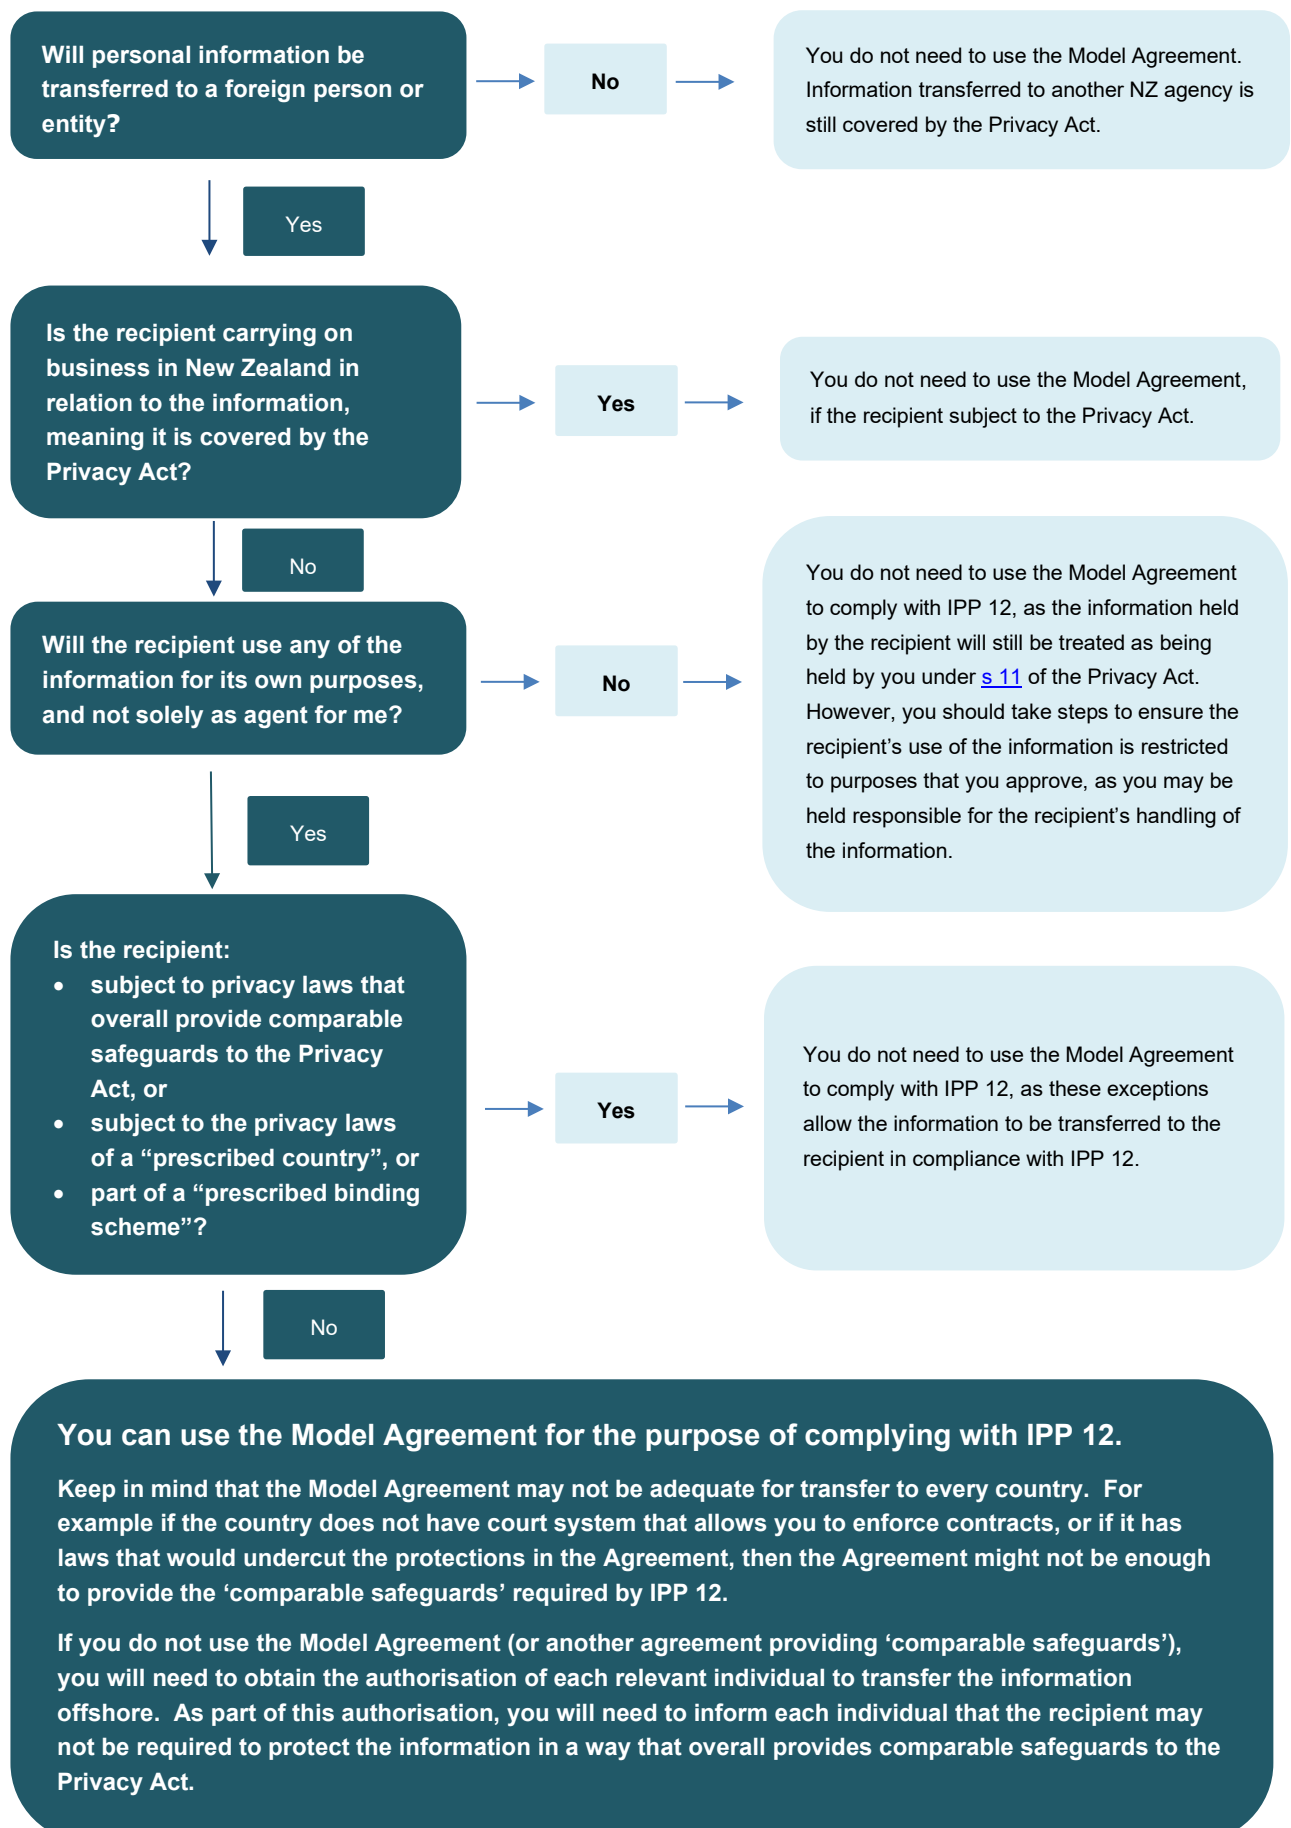 Will personal information be
transferred to a foreign person or
entity?
No
You do not need to use the Model Agreement.
Information transferred to another NZ agency is
still covered by the Privacy Act.
Yes
Is the recipient carrying on
business in New Zealand in
relation to the information,
meaning it is covered by the
Privacy Act?
Yes
You do not need to use the Model Agreement,
if the recipient subject to the Privacy Act.
No
Will the recipient use any of the
information for its own purposes,
and not solely as agent for me?
No
You do not need to use the Model Agreement
to comply with IPP 12, as the information held
by the recipient will still be treated as being
held by you under s 11 of the Privacy Act.
However, you should take steps to ensure the
recipient’s use of the information is restricted
to purposes that you approve, as you may be
held responsible for the recipient’s handling of
the information.
Yes
Is the recipient:
• subject to privacy laws that
overall provide comparable
safeguards to the Privacy
Act, or
• subject to the privacy laws
of a “prescribed country”, or
• part of a “prescribed binding
scheme”?
Yes
You do not need to use the Model Agreement
to comply with IPP 12, as these exceptions
allow the information to be transferred to the
recipient in compliance with IPP 12.
No
You can use the Model Agreement for the purpose of complying with IPP 12.
Keep in mind that the Model Agreement may not be adequate for transfer to every country.  For
example if the country does not have court system that allows you to enforce contracts, or if it has
laws that would undercut the protections in the Agreement, then the Agreement might not be enough
to provide the ‘comparable safeguards’ required by IPP 12.
If you do not use the Model Agreement (or another agreement providing ‘comparable safeguards’),
you will need to obtain the authorisation of each relevant individual to transfer the information
offshore.  As part of this authorisation, you will need to inform each individual that the recipient may
not be required to protect the information in a way that overall provides comparable safeguards to the
Privacy Act.